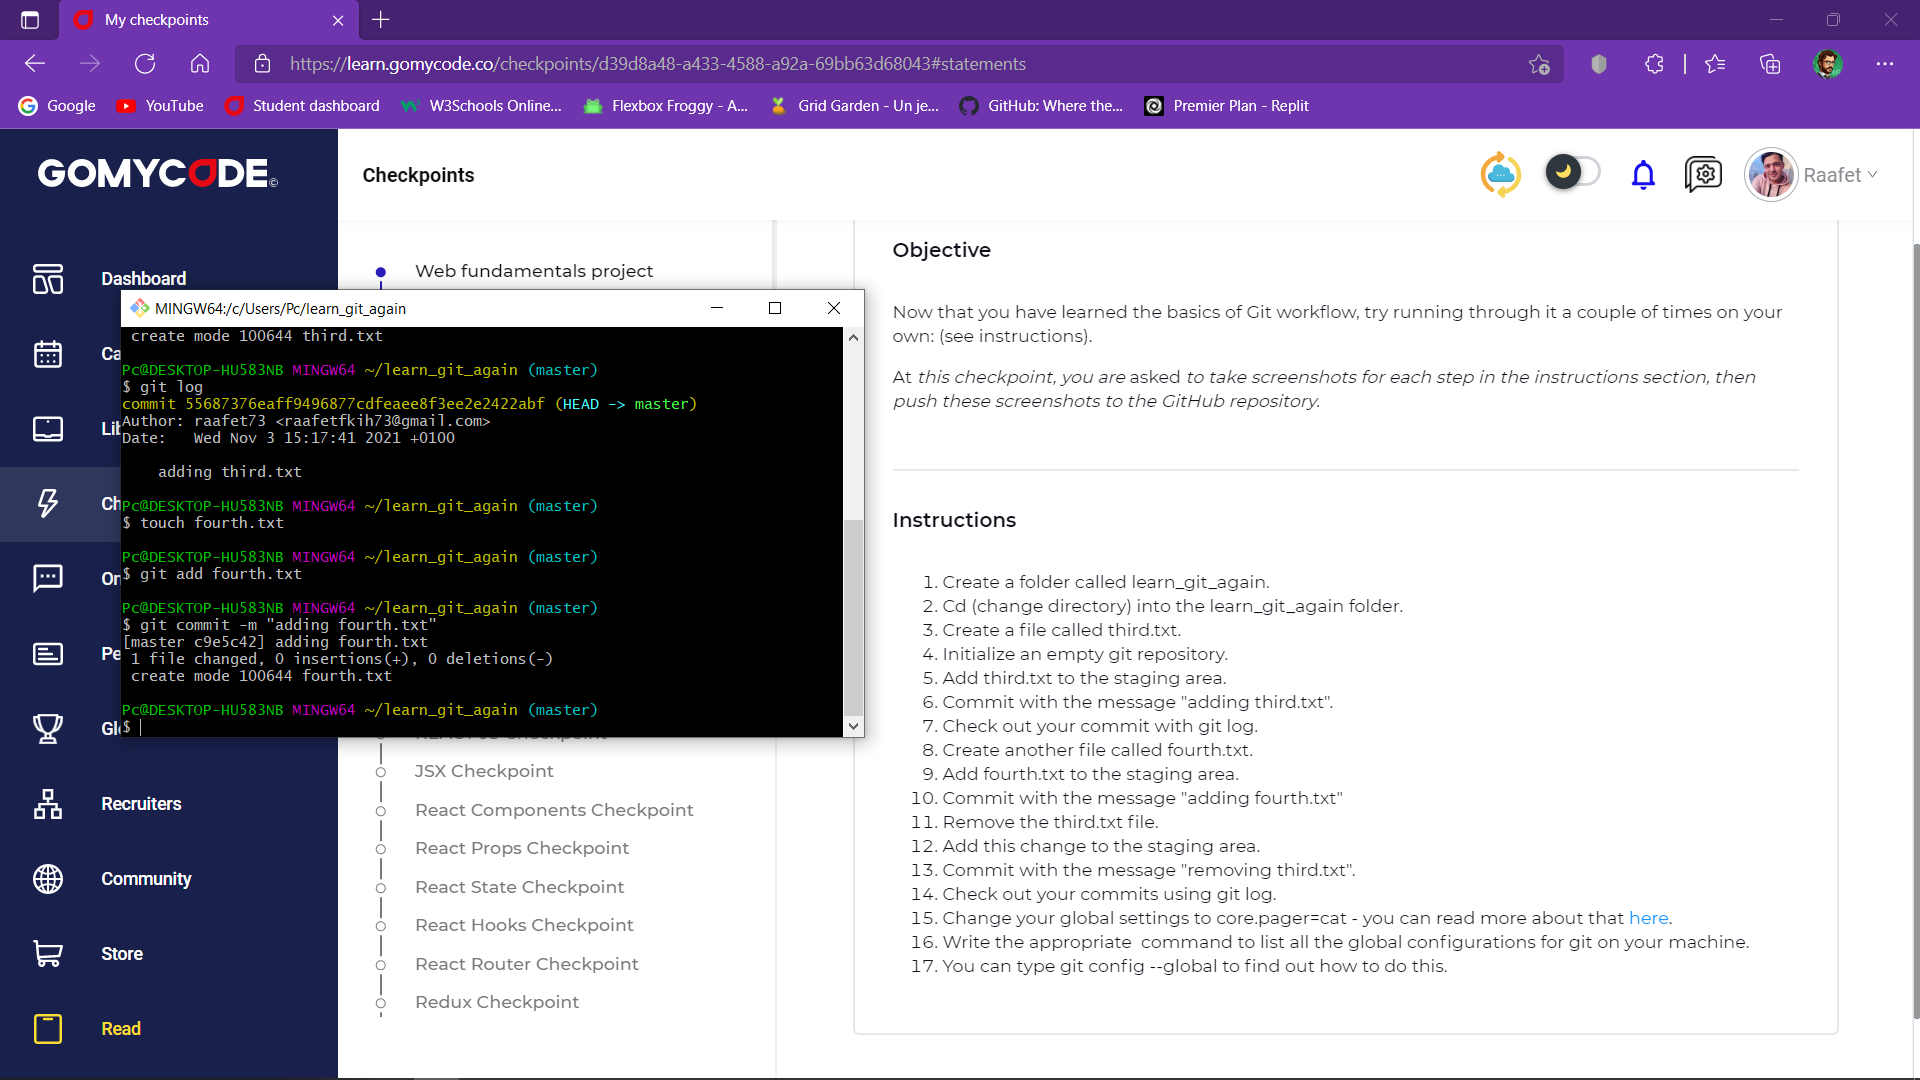 My checkpoints
https://learn.gomycode.co/checkpoints/d39d8a48-a433-4588-a92a-69bb63d68043#statements
Google
YouTube
Student dashboard
W3Schools Online...
Flexbox Froggy - A...
Grid Garden - Un je...
GitHub: Where the...
Premier Plan - Replit
GOMYCODE©
Checkpoints
Raafet
Dashboard
Ca
Lib
Ch
On
Pe
Glo
Recruiters
Community
Store
Read
Web fundamentals project
MINGW64:/c/Users/Pc/learn_git_again
create mode 100644 third.txt
Pc@DESKTOP-HU583NB MINGW64 ~/learn_git_again (master)
$ git log
commit 55687376eaff9496877cdfeaee8f3ee2e2422abf (HEAD -> master)
Author: raafet73 <raafetfkih73@gmail.com>
Date:   Wed Nov 3 15:17:41 2021 +0100
adding third.txt
Pc@DESKTOP-HU583NB MINGW64 ~/learn_git_again (master)
$ touch fourth.txt
Pc@DESKTOP-HU583NB MINGW64 ~/learn_git_again (master)
$ git add fourth.txt
Pc@DESKTOP-HU583NB MINGW64 ~/learn_git_again (master)
$ git commit -m "adding fourth.txt"
[master c9e5c42] adding fourth.txt
1 file changed, 0 insertions(+), 0 deletions(-)
create mode 100644 fourth.txt
Pc@DESKTOP-HU583NB MINGW64 ~/learn_git_again (master)
$
JSX Checkpoint
React Components Checkpoint
React Props Checkpoint
React State Checkpoint
React Hooks Checkpoint
React Router Checkpoint
Redux Checkpoint
Objective
Now that you have learned the basics of Git workflow, try running through it a couple of times on your
own: (see instructions).
At this checkpoint, you are asked to take screenshots for each step in the instructions section, then
push these screenshots to the GitHub repository.
Instructions
1. Create a folder called learn_git_again.
2. Cd (change directory) into the learn_git_again folder.
3. Create a file called third.txt.
4. Initialize an empty git repository.
5. Add third.txt to the staging area.
6. Commit with the message "adding third.txt".
7. Check out your commit with git log.
8. Create another file called fourth.txt.
9. Add fourth.txt to the staging area.
10. Commit with the message "adding fourth.txt"
11. Remove the third.txt file.
12. Add this change to the staging area.
13. Commit with the message "removing third.txt".
14. Check out your commits using git log.
15. Change your global settings to core.pager=cat - you can read more about that here.
16. Write the appropriate  command to list all the global configurations for git on your machine.
17. You can type git config --global to find out how to do this.